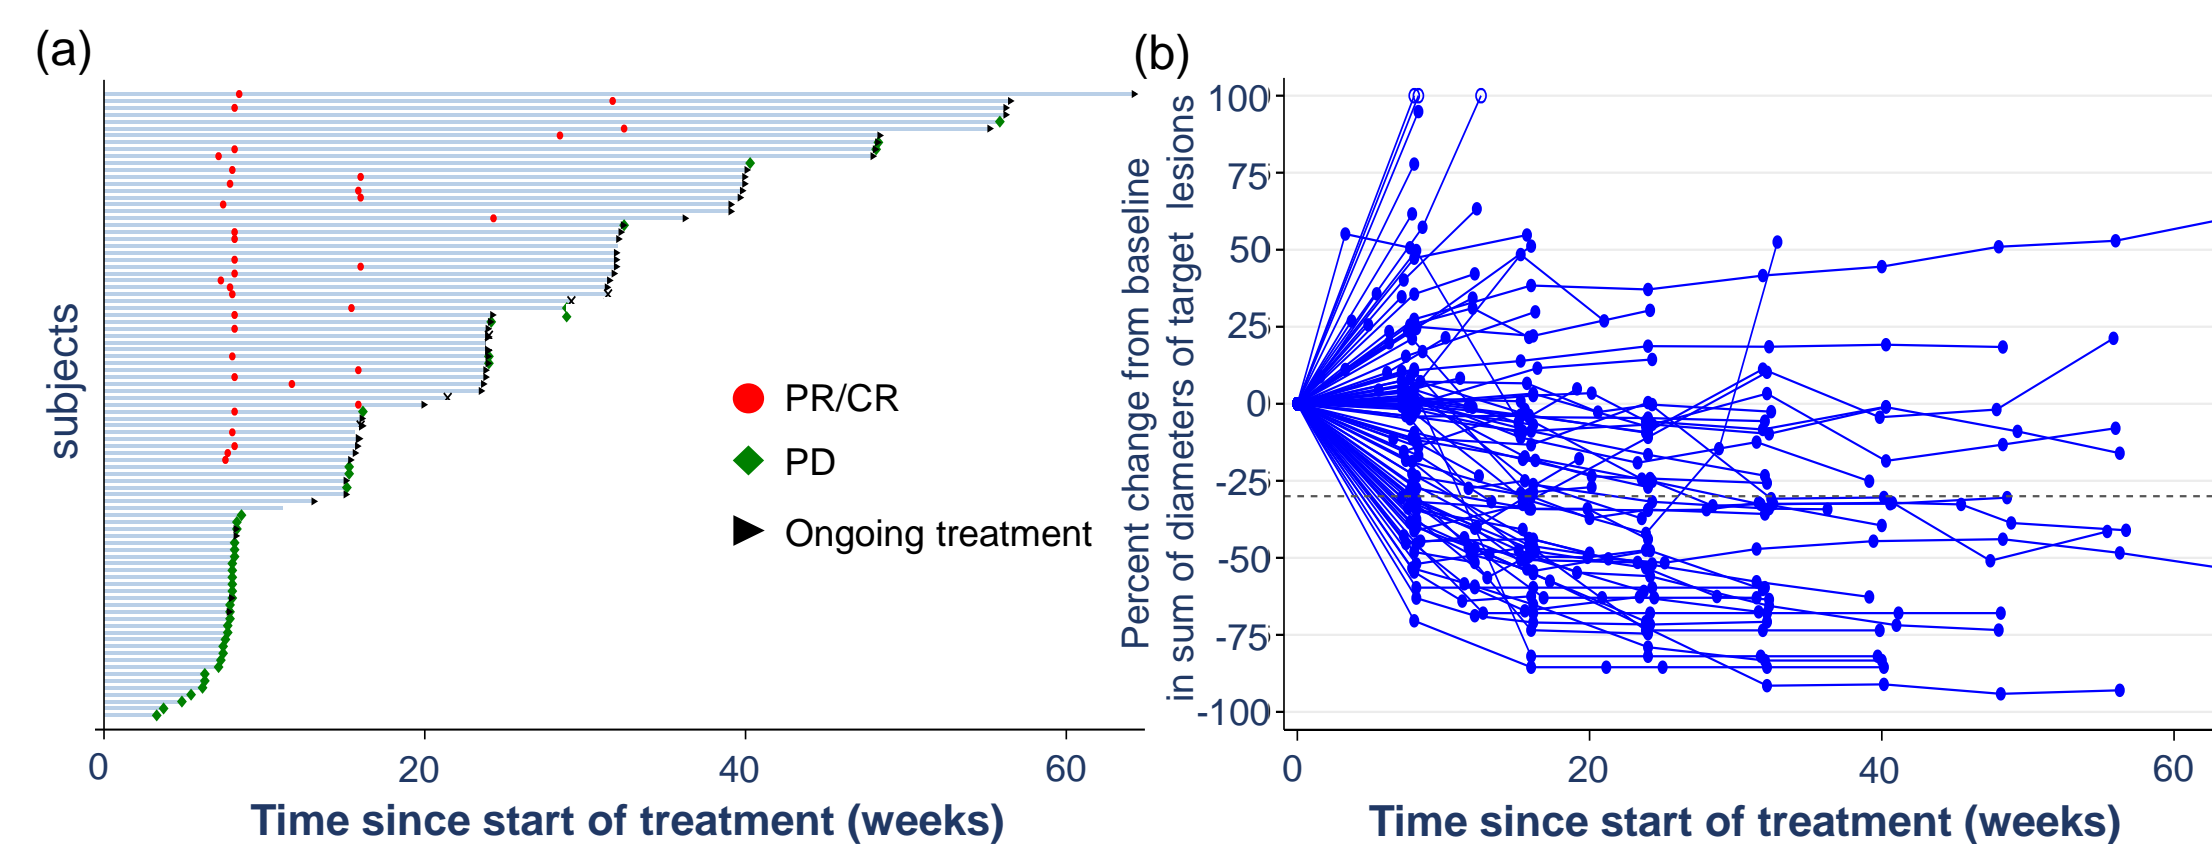 (a)
subjects
PR/CR
PD
Ongoing treatment
0 20 40 60
Time since start of treatment (weeks)
(b)
Percent change from baseline
in sum of diameters of target lesions
100
75
50
25
0
-25
-50
-75
-100
0 20 40 60
Time since start of treatment (weeks)